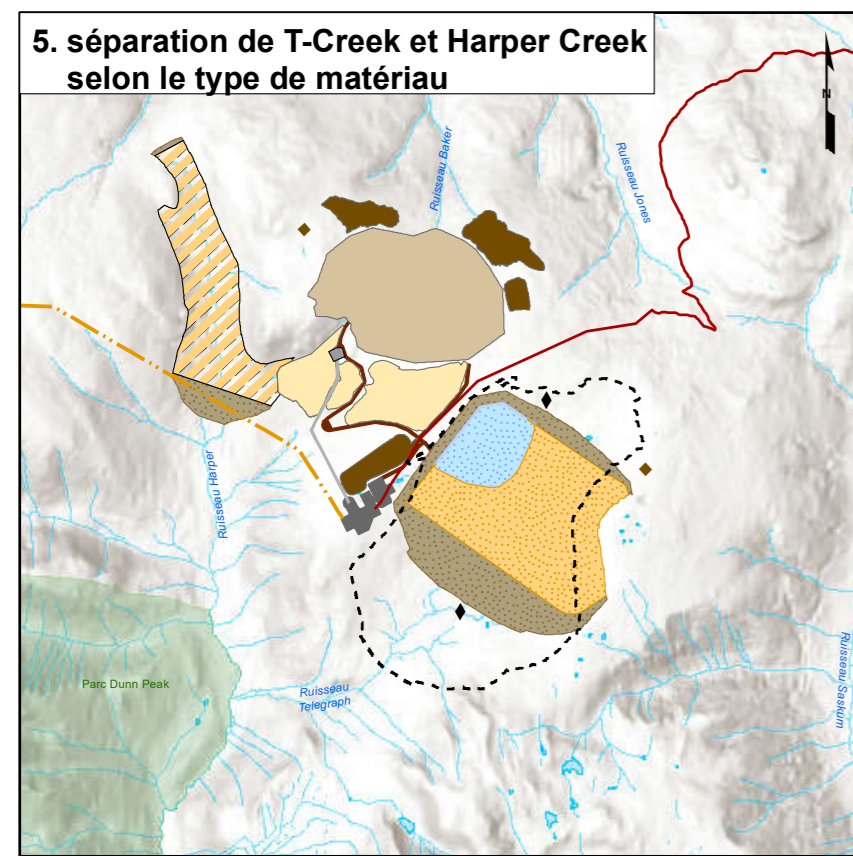 5. séparation de T-Creek et Harper Creek
selon le type de matériau
N
Ruisseau Baker
Ruisseau Jones
Ruisseau Harper
Parc Dunn Peak
Ruisseau
Telegraph
Ruisseau Saskum